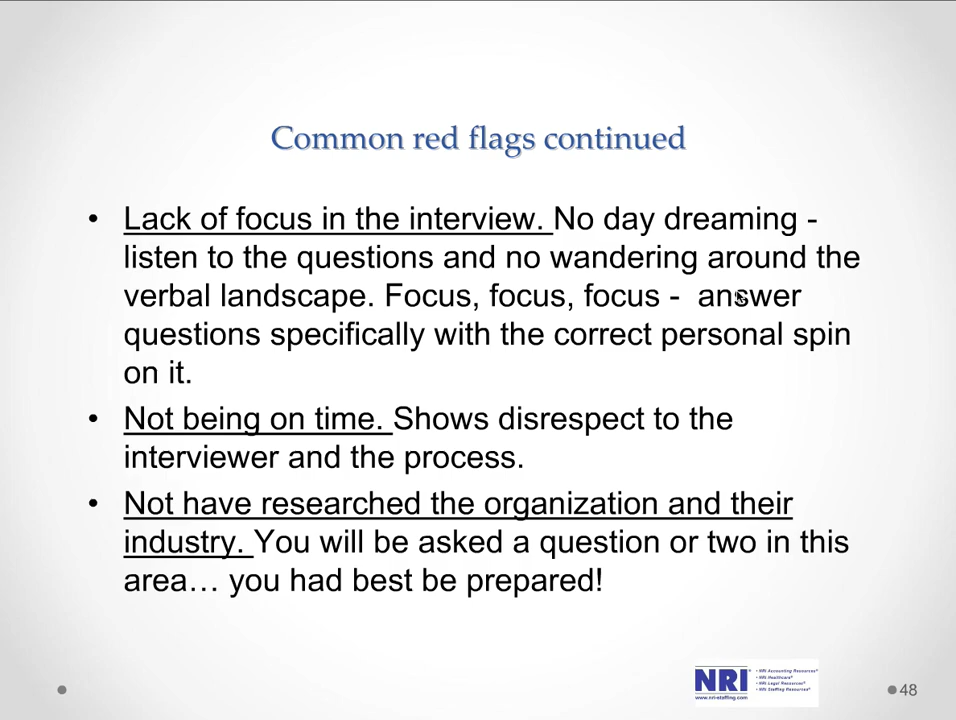 Common red flags continued
• Lack of focus in the interview. No day dreaming -
listen to the questions and no wandering around the
verbal landscape. Focus, focus, focus - answer
questions specifically with the correct personal spin
on it.
• Not being on time. Shows disrespect to the
interviewer and the process.
• Not have researched the organization and their
industry. You will be asked a question or two in this
area… you had best be prepared!
NRI®
www.nri-staffing.com
• NRI Accounting Resources®
• NRI Healthcare®
• NRI Legal Resources®
• NRI Staffing Resources®
48